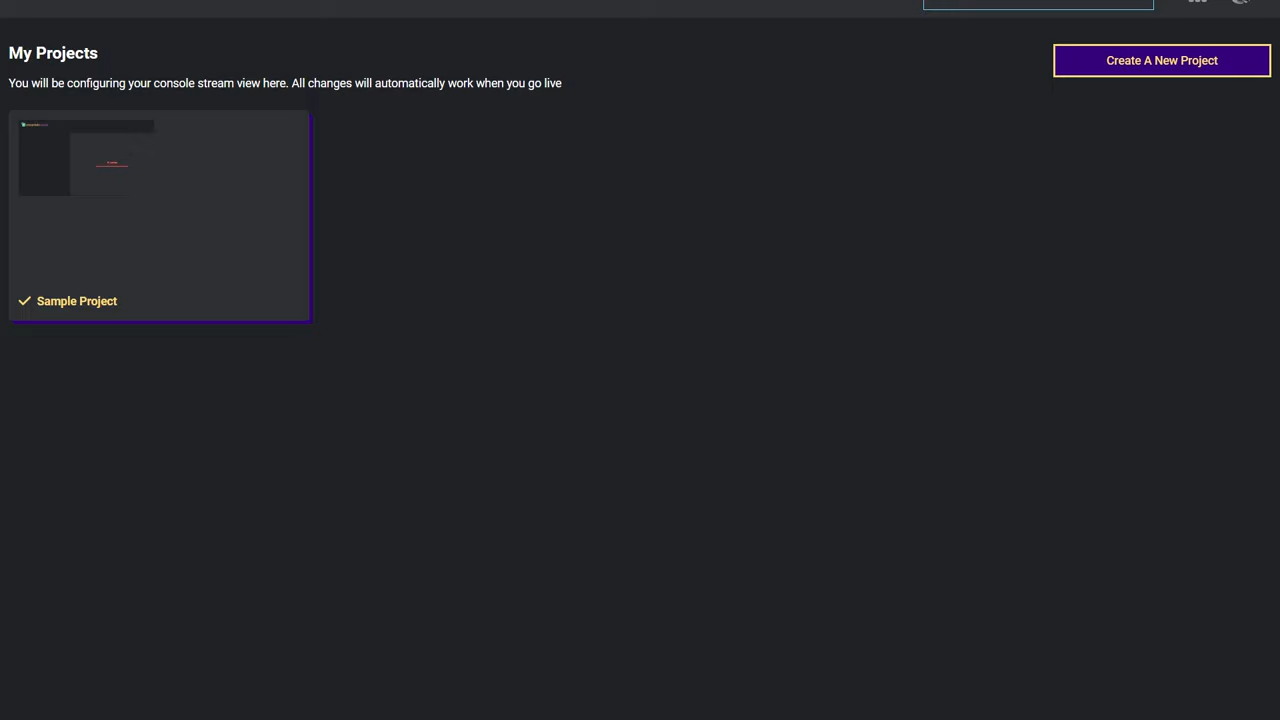 My Projects
Create A New Project
You will be configuring your console stream view here. All changes will automatically work when you go live
Sample Project